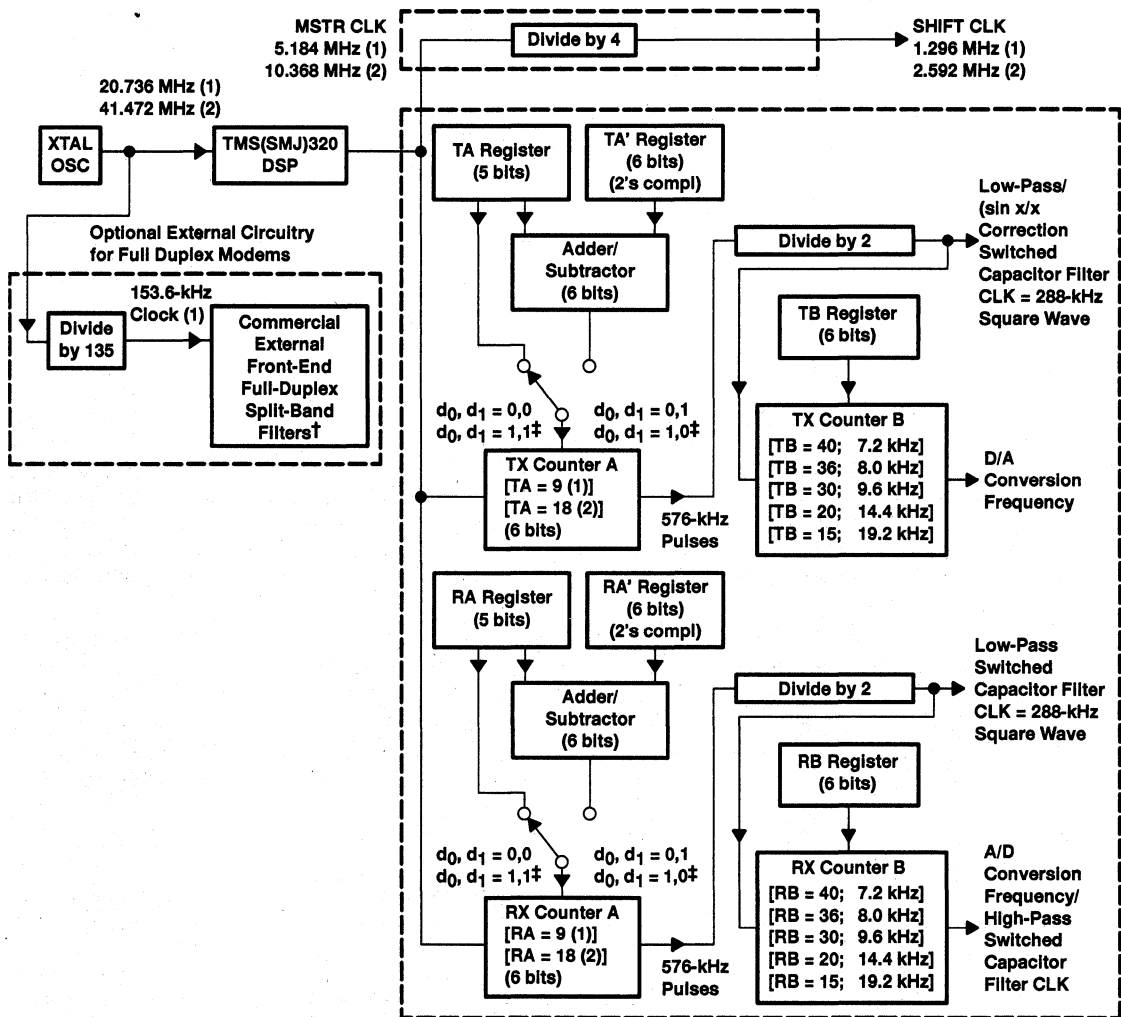 MSTR CLK
5.184 MHz (1)
10.368 MHz (2)
Divide by 4
SHIFT CLK
1.296 MHz (1)
2.592 MHz (2)
20.736 MHz (1)
41.472 MHz (2)
XTAL
OSC
TMS(SMJ)320
DSP
Optional External Circuitry
for Full Duplex Modems
153.6-kHz
Clock (1)
Divide
by 135
Commercial
External
Front-End
Full-Duplex
Split-Band
Filters†
TA Register
(5 bits)
TA' Register
(6 bits)
(2's compl)
Adder/
Subtractor
(6 bits)
d0, d1 = 0,0
d0, d1 = 1,1‡
d0, d1 = 0,1
d0, d1 = 1,0‡
TX Counter A
[TA = 9 (1)]
[TA = 18 (2)]
(6 bits)
576-kHz
Pulses
Divide by 2
Low-Pass/
(sin x/x
Correction
Switched
Capacitor Filter
CLK = 288-kHz
Square Wave
TB Register
(6 bits)
TX Counter B
[TB = 40; 7.2 kHz]
[TB = 36; 8.0 kHz]
[TB = 30; 9.6 kHz]
[TB = 20; 14.4 kHz]
[TB = 15; 19.2 kHz]
D/A
Conversion
Frequency
RA Register
(5 bits)
RA' Register
(6 bits)
(2's compl)
Adder/
Subtractor
(6 bits)
d0, d1 = 0,0
d0, d1 = 1,1‡
d0, d1 = 0,1
d0, d1 = 1,0‡
RX Counter A
[RA = 9 (1)]
[RA = 18 (2)]
(6 bits)
576-kHz
Pulses
Divide by 2
Low-Pass
Switched
Capacitor Filter
CLK = 288-kHz
Square Wave
RB Register
(6 bits)
RX Counter B
[RB = 40; 7.2 kHz]
[RB = 36; 8.0 kHz]
[RB = 30; 9.6 kHz]
[RB = 20; 14.4 kHz]
[RB = 15; 19.2 kHz]
A/D
Conversion
Frequency/
High-Pass
Switched
Capacitor
Filter CLK